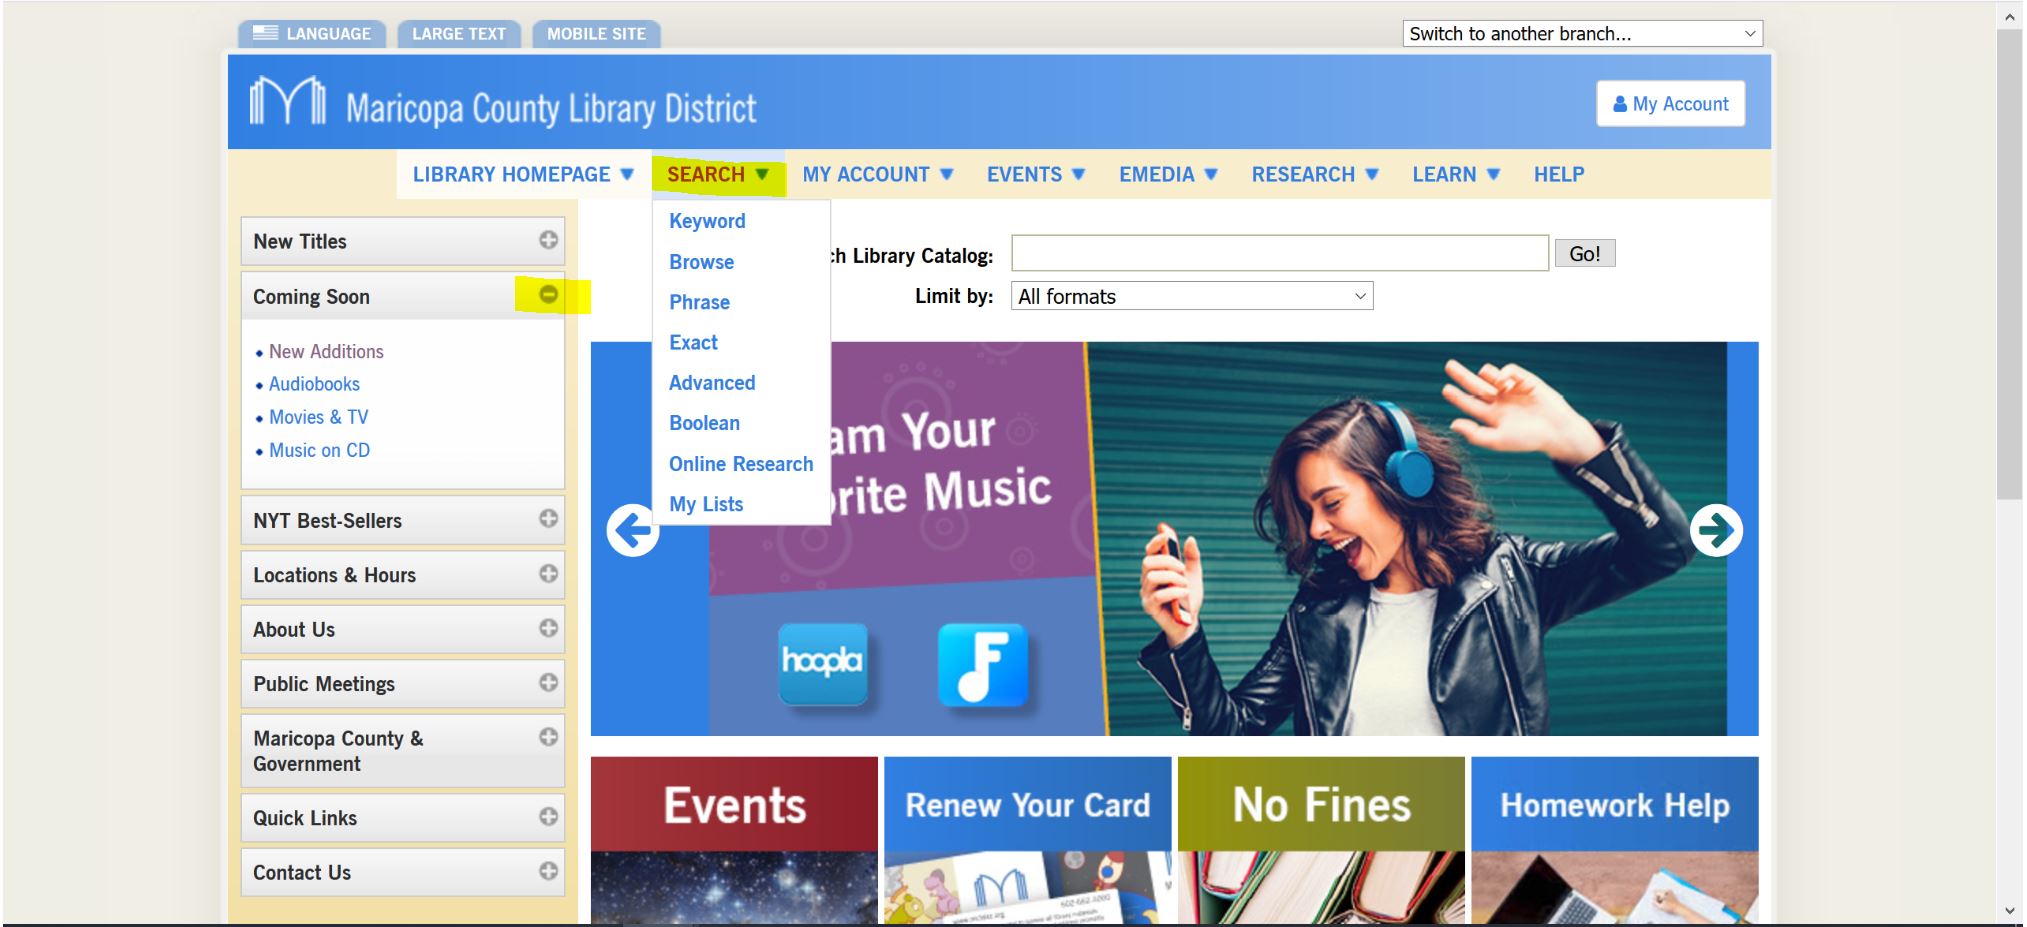 LANGUAGE
LARGE TEXT
MOBILE SITE
Switch to another branch...
Maricopa County Library District
My Account
LIBRARY HOMEPAGE
SEARCH
MY ACCOUNT
EVENTS
EMEDIA
RESEARCH
LEARN
HELP
Keyword
Browse
Phrase
Exact
Advanced
Boolean
Online Research
My Lists
New Titles
Coming Soon
New Additions
Audiobooks
Movies & TV
Music on CD
NYT Best-Sellers
Locations & Hours
About Us
Public Meetings
Maricopa County &
Government
Quick Links
Contact Us
ch Library Catalog:
Go!
Limit by:
All formats
am Your
orite Music
hoopla
Events
Renew Your Card
No Fines
Homework Help